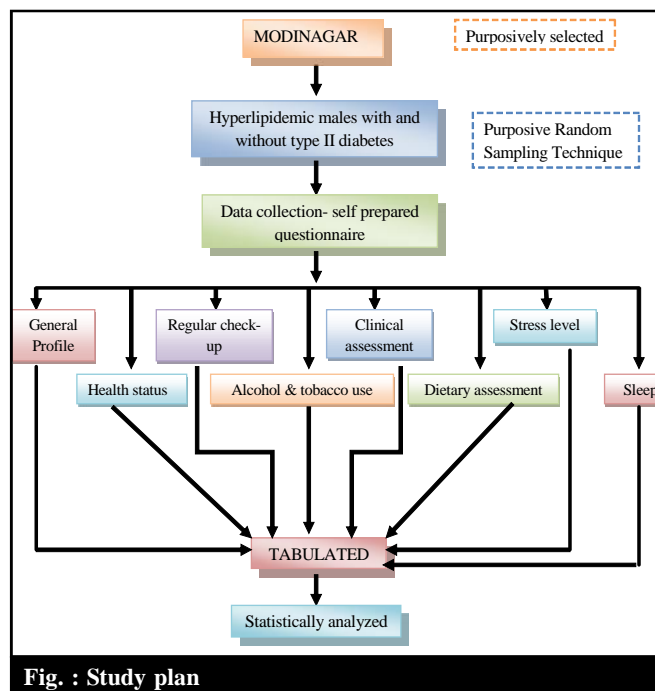 MODINAGAR
Purposively selected
Hyperlipidemic males with and
without type II diabetes
Purposive Random
Sampling Technique
Data collection- self prepared
questionnaire
General
Profile
Regular check-
up
Clinical
assessment
Stress level
Health status
Alcohol & tobacco use
Dietary assessment
Sleep
TABULATED
Statistically analyzed
Fig. : Study plan